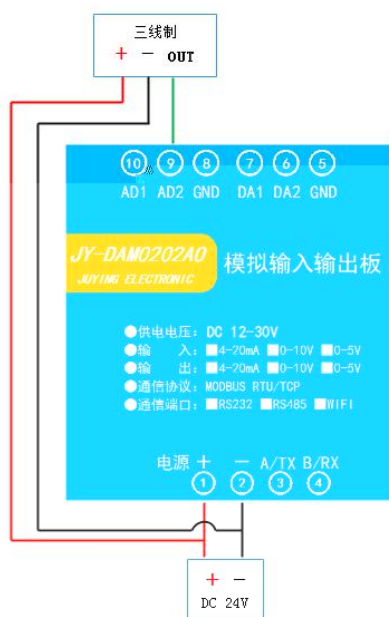 三线制
+ − OUT
10 9 8 7 6 5
AD1 AD2 GND DA1 DA2 GND
JY-DAM0202AO 模拟输入输出板
JUYING ELECTRONIC
●供电电压：DC 12-30V
●输 入：■4-20mA ■0-10V ■0-5V
●输 出：■4-20mA ■0-10V ■0-5V
●通信协议：MODBUS RTU/TCP
●通信端口：■RS232 ■RS485 ■WIFI
电源 + − A/TX B/RX
1 2 3 4
+ −
DC 24V